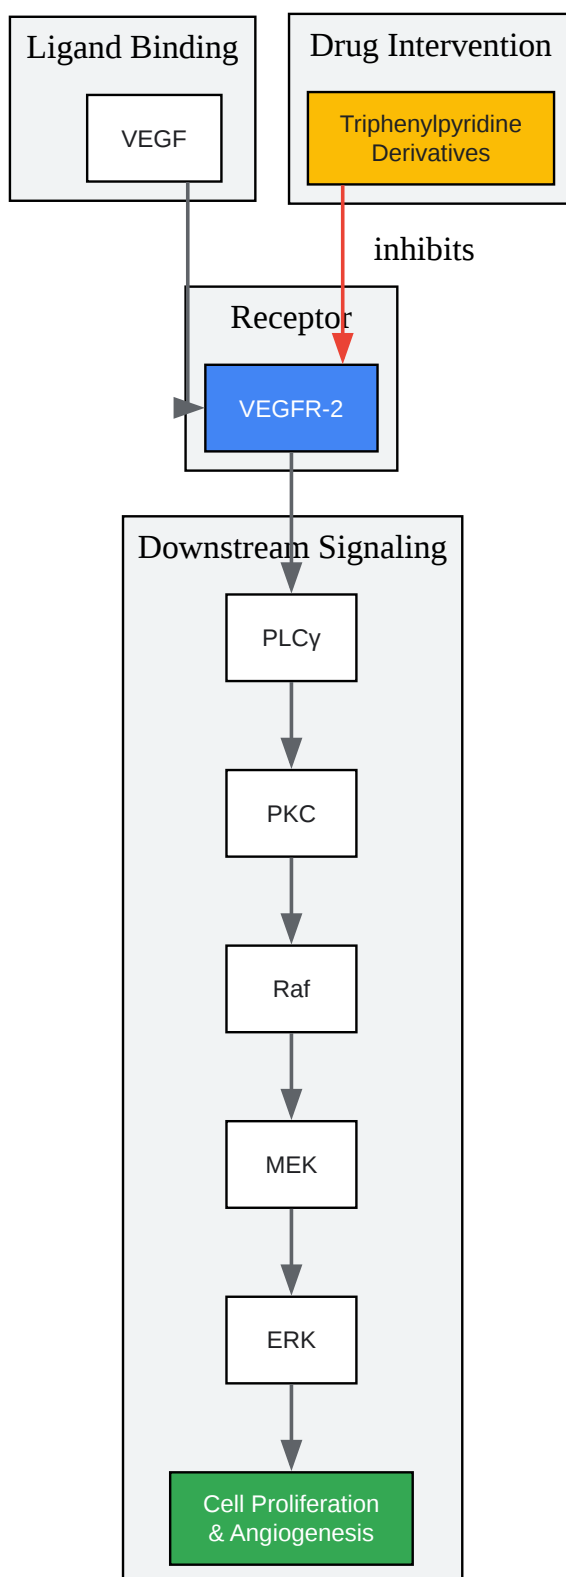 Ligand Binding
VEGF
Drug Intervention
Triphenylpyridine
Derivatives
inhibits
Receptor
VEGFR-2
Downstream Signaling
PLCγ
PKC
Raf
MEK
ERK
Cell Proliferation
& Angiogenesis